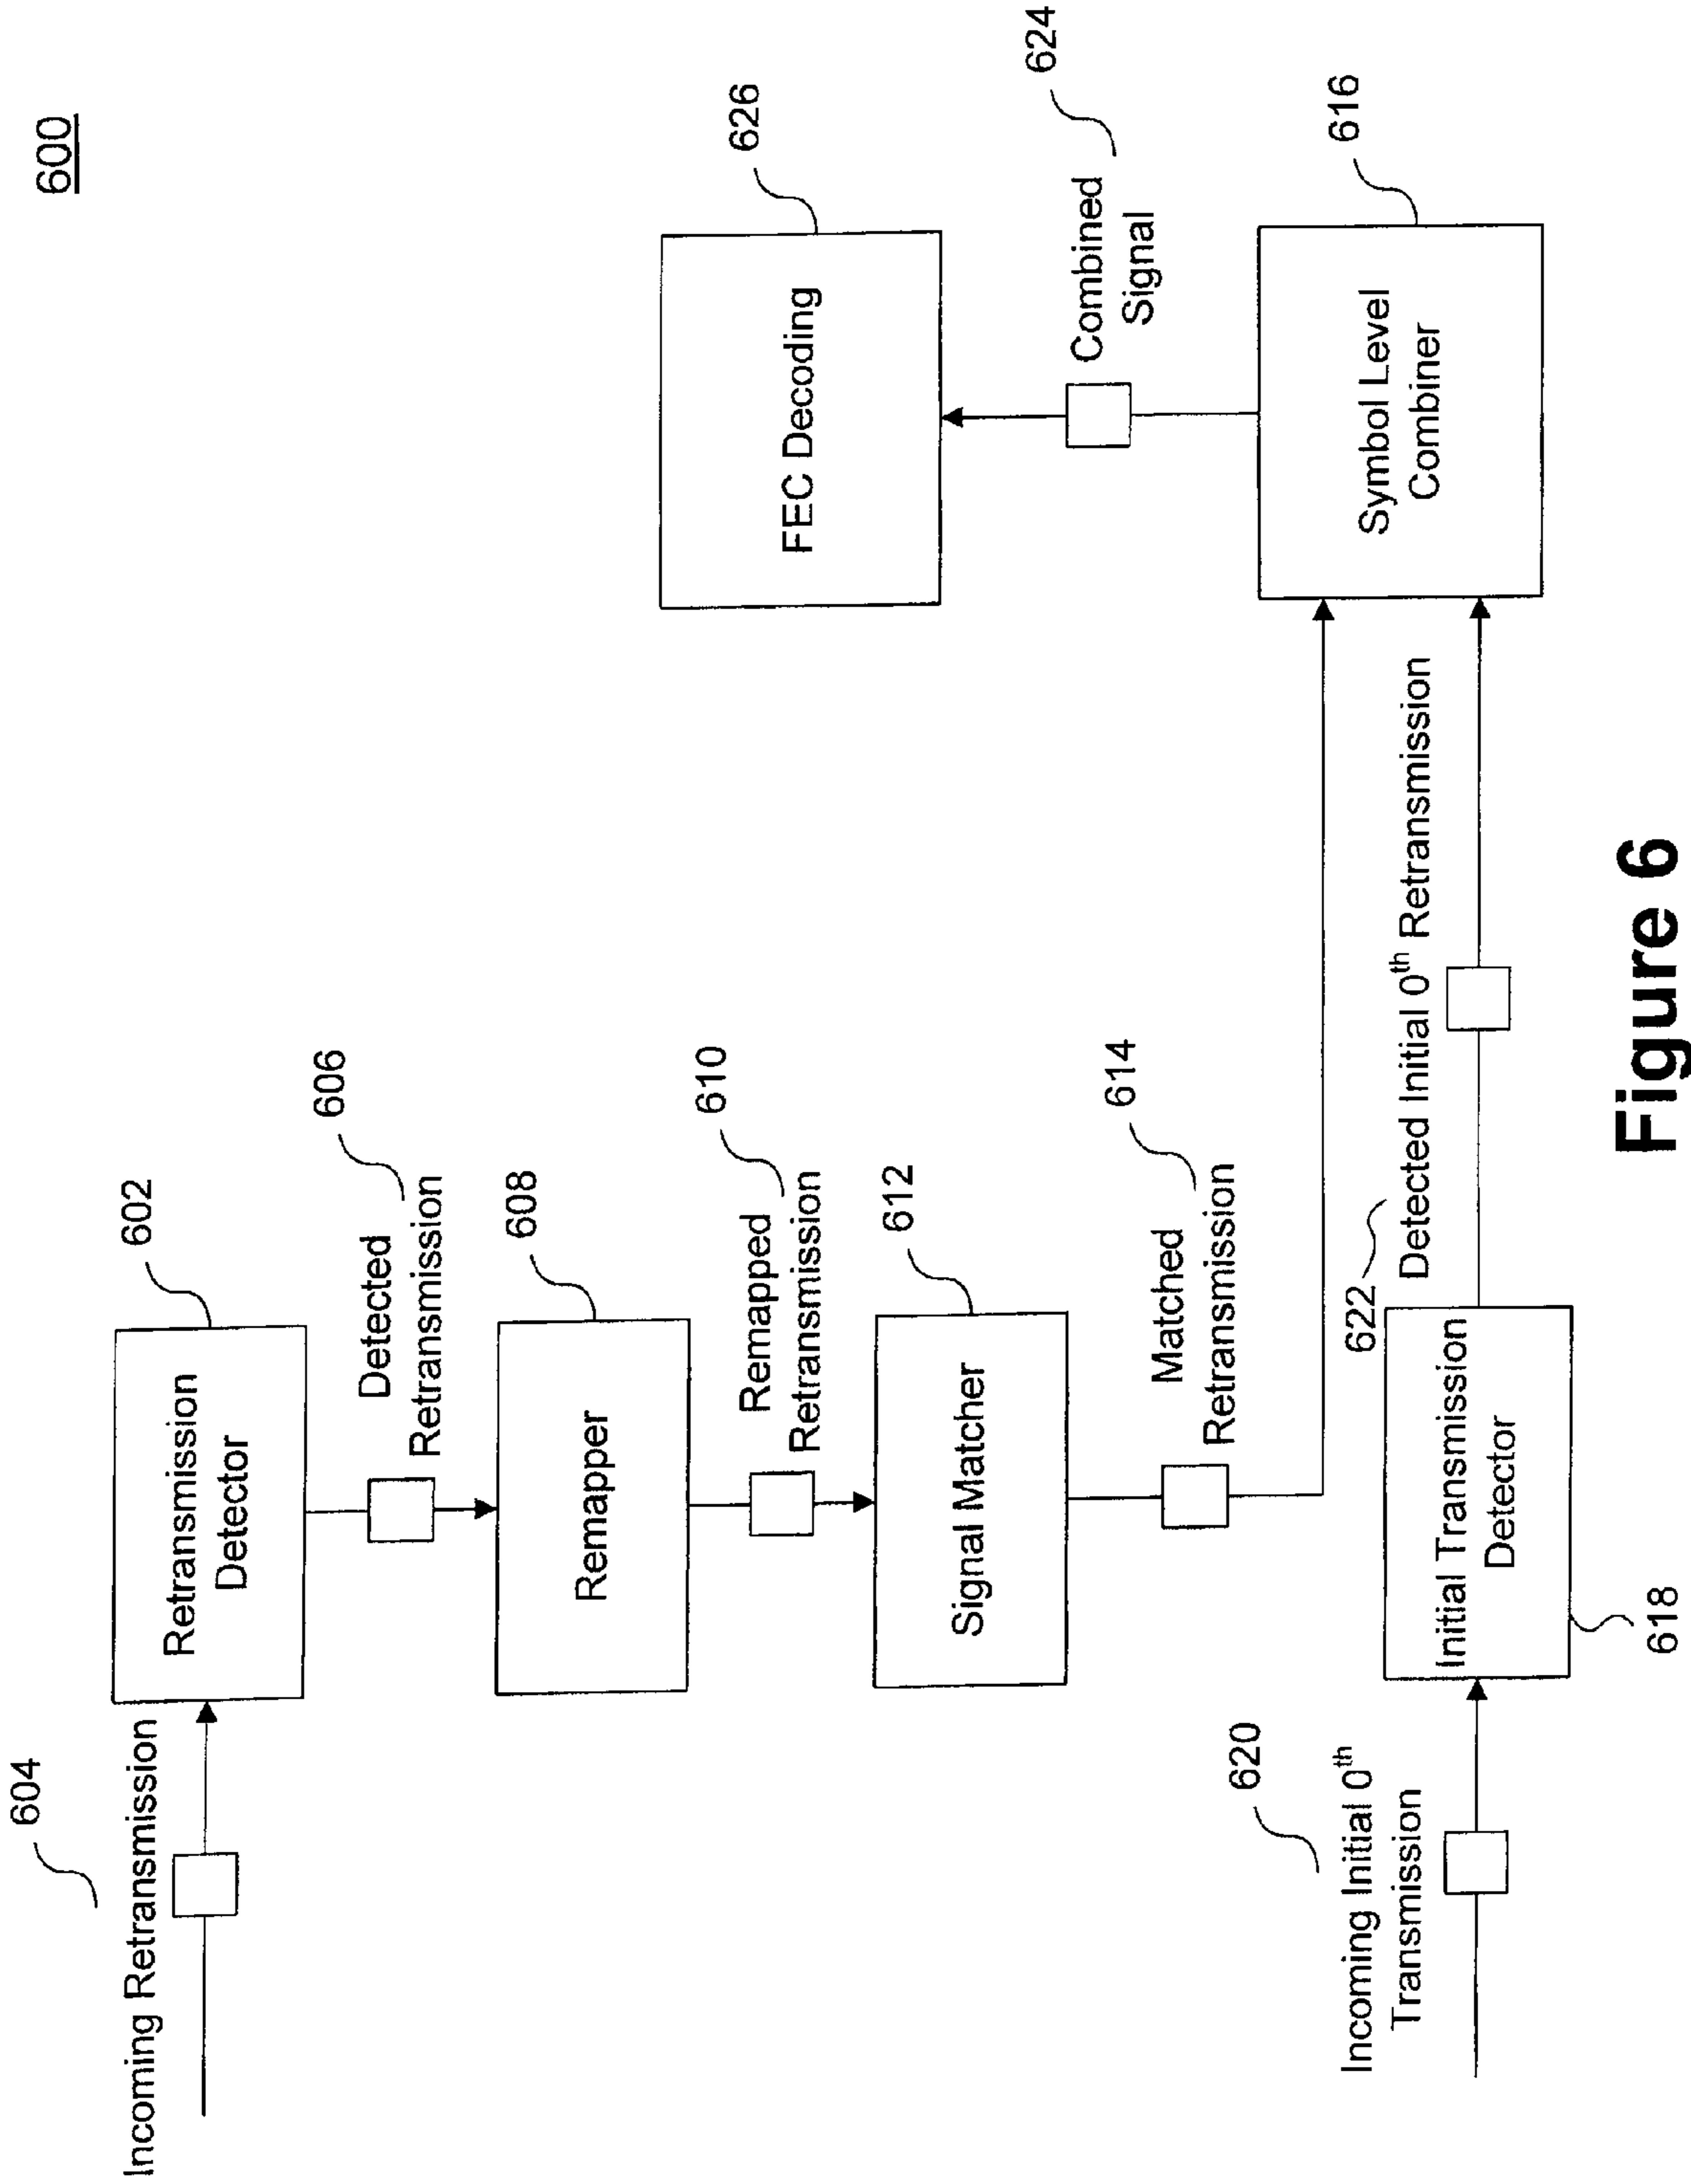 600
604
Incoming Retransmission
602
Retransmission
Detector
606
Detected
Retransmission
608
Remapper
610
Remapped
Retransmission
612
Signal Matcher
614
Matched
Retransmission
620
Incoming Initial 0th
Transmission
618
Initial Transmission
Detector
622
Detected Initial 0th Retransmission
616
Symbol Level
Combiner
624
Combined
Signal
626
FEC Decoding
Figure 6